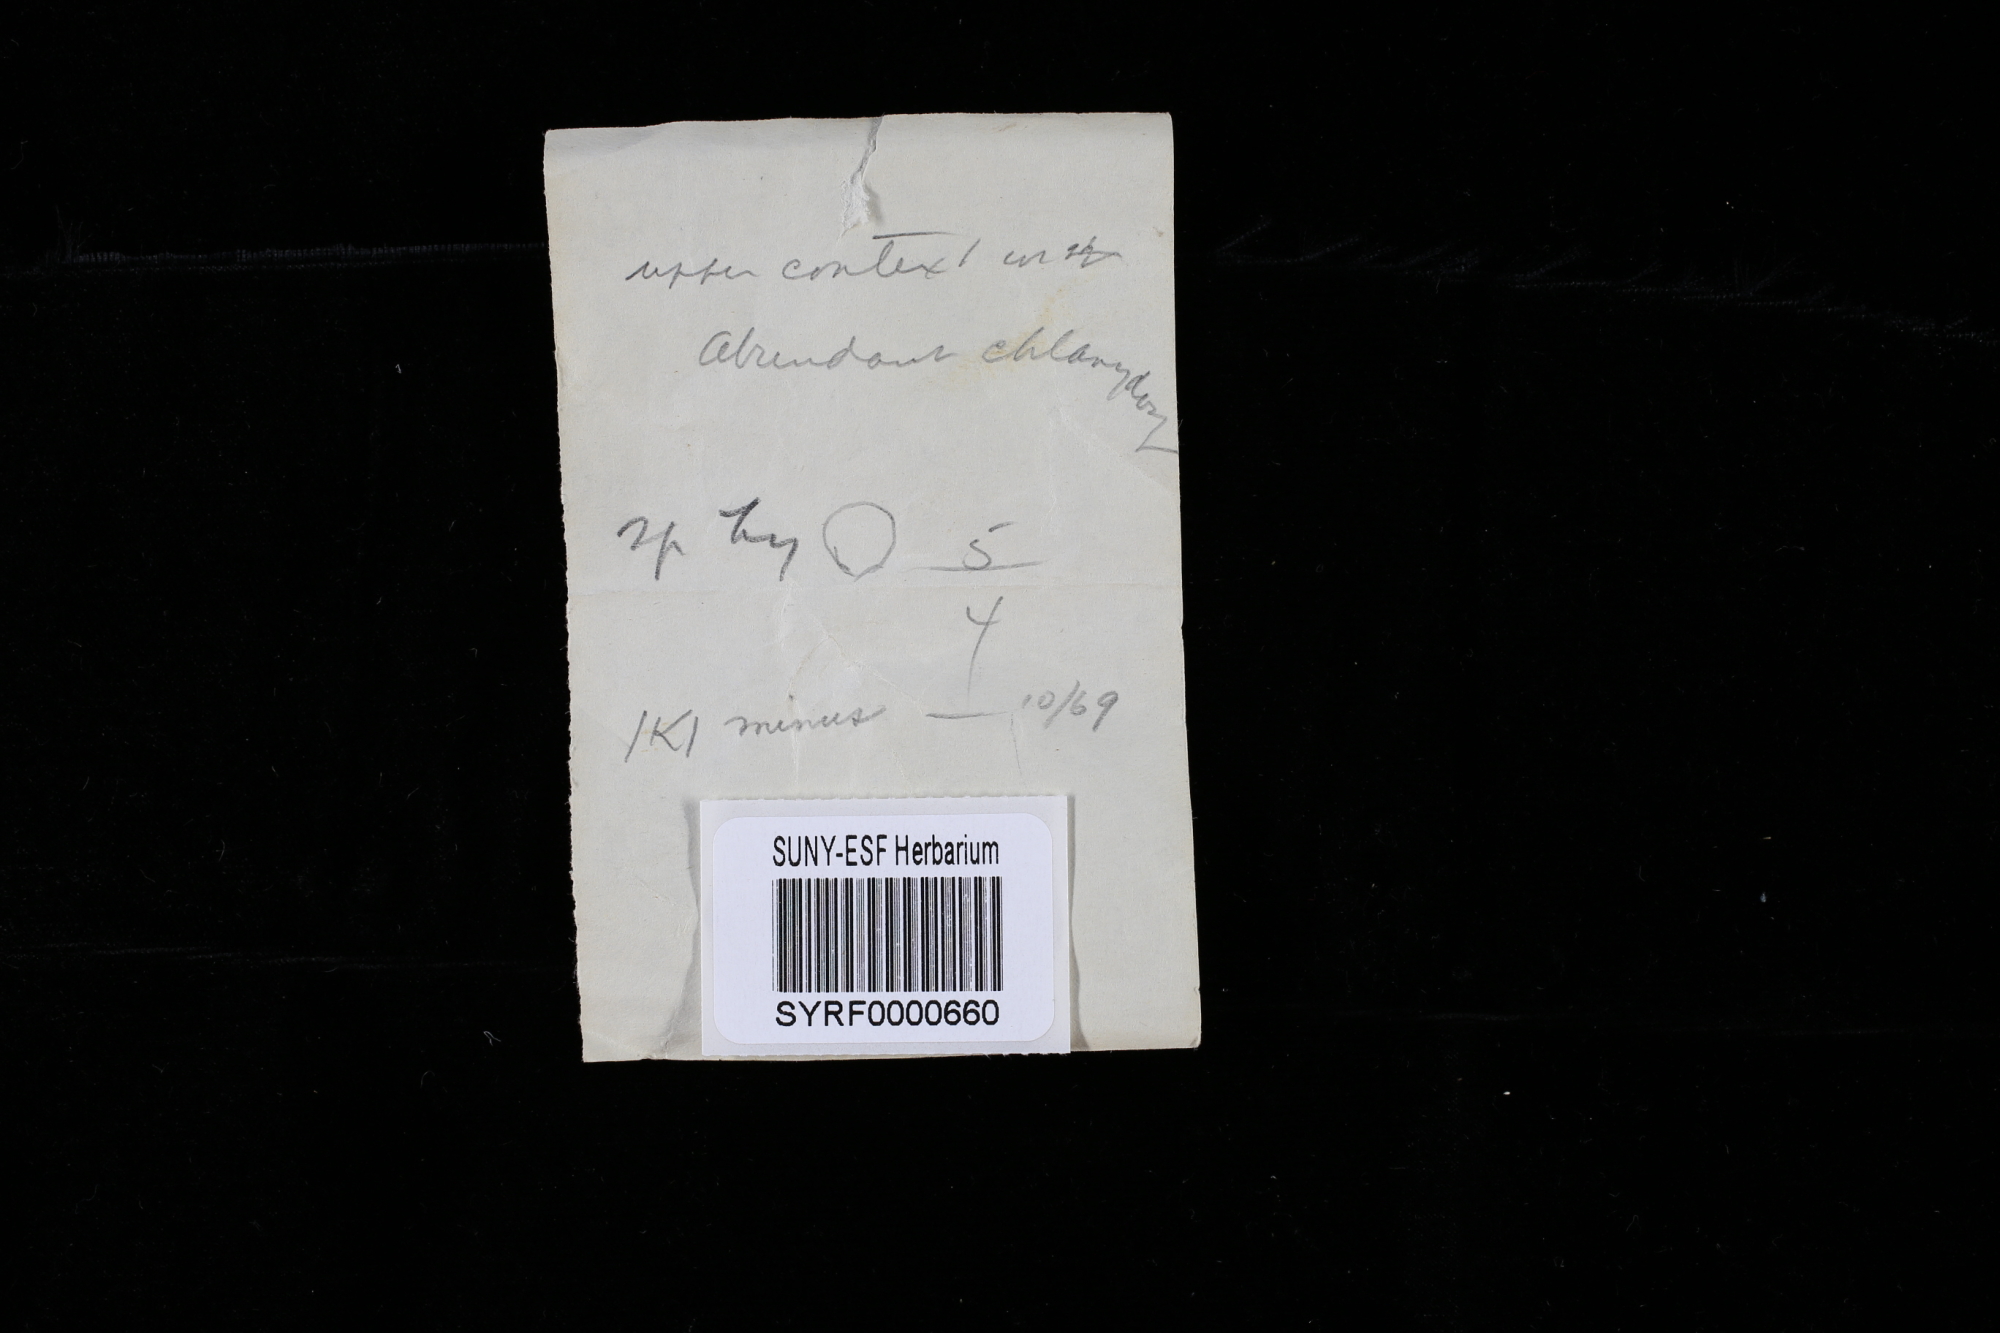 upper context with
Abundant chlamydosp
sp hy 5
4
IKI minus — 10/69
SUNY-ESF Herbarium
SYRF0000660